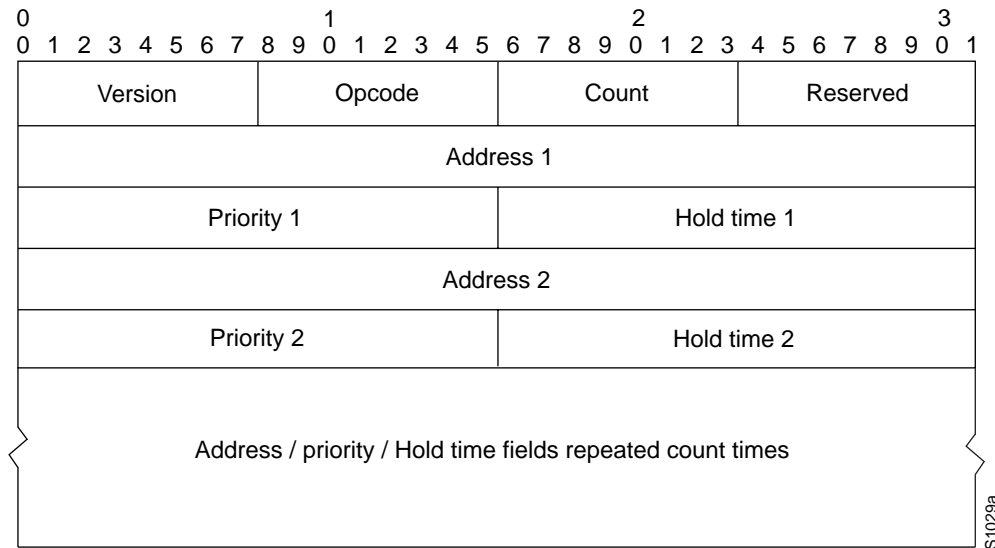 0 1 2 3
0 1 2 3 4 5 6 7 8 9 0 1 2 3 4 5 6 7 8 9 0 1 2 3 4 5 6 7 8 9 0 1
Version Opcode Count Reserved
Address 1
Priority 1 Hold time 1
Address 2
Priority 2 Hold time 2
Address / priority / Hold time fields repeated count times
S1029a